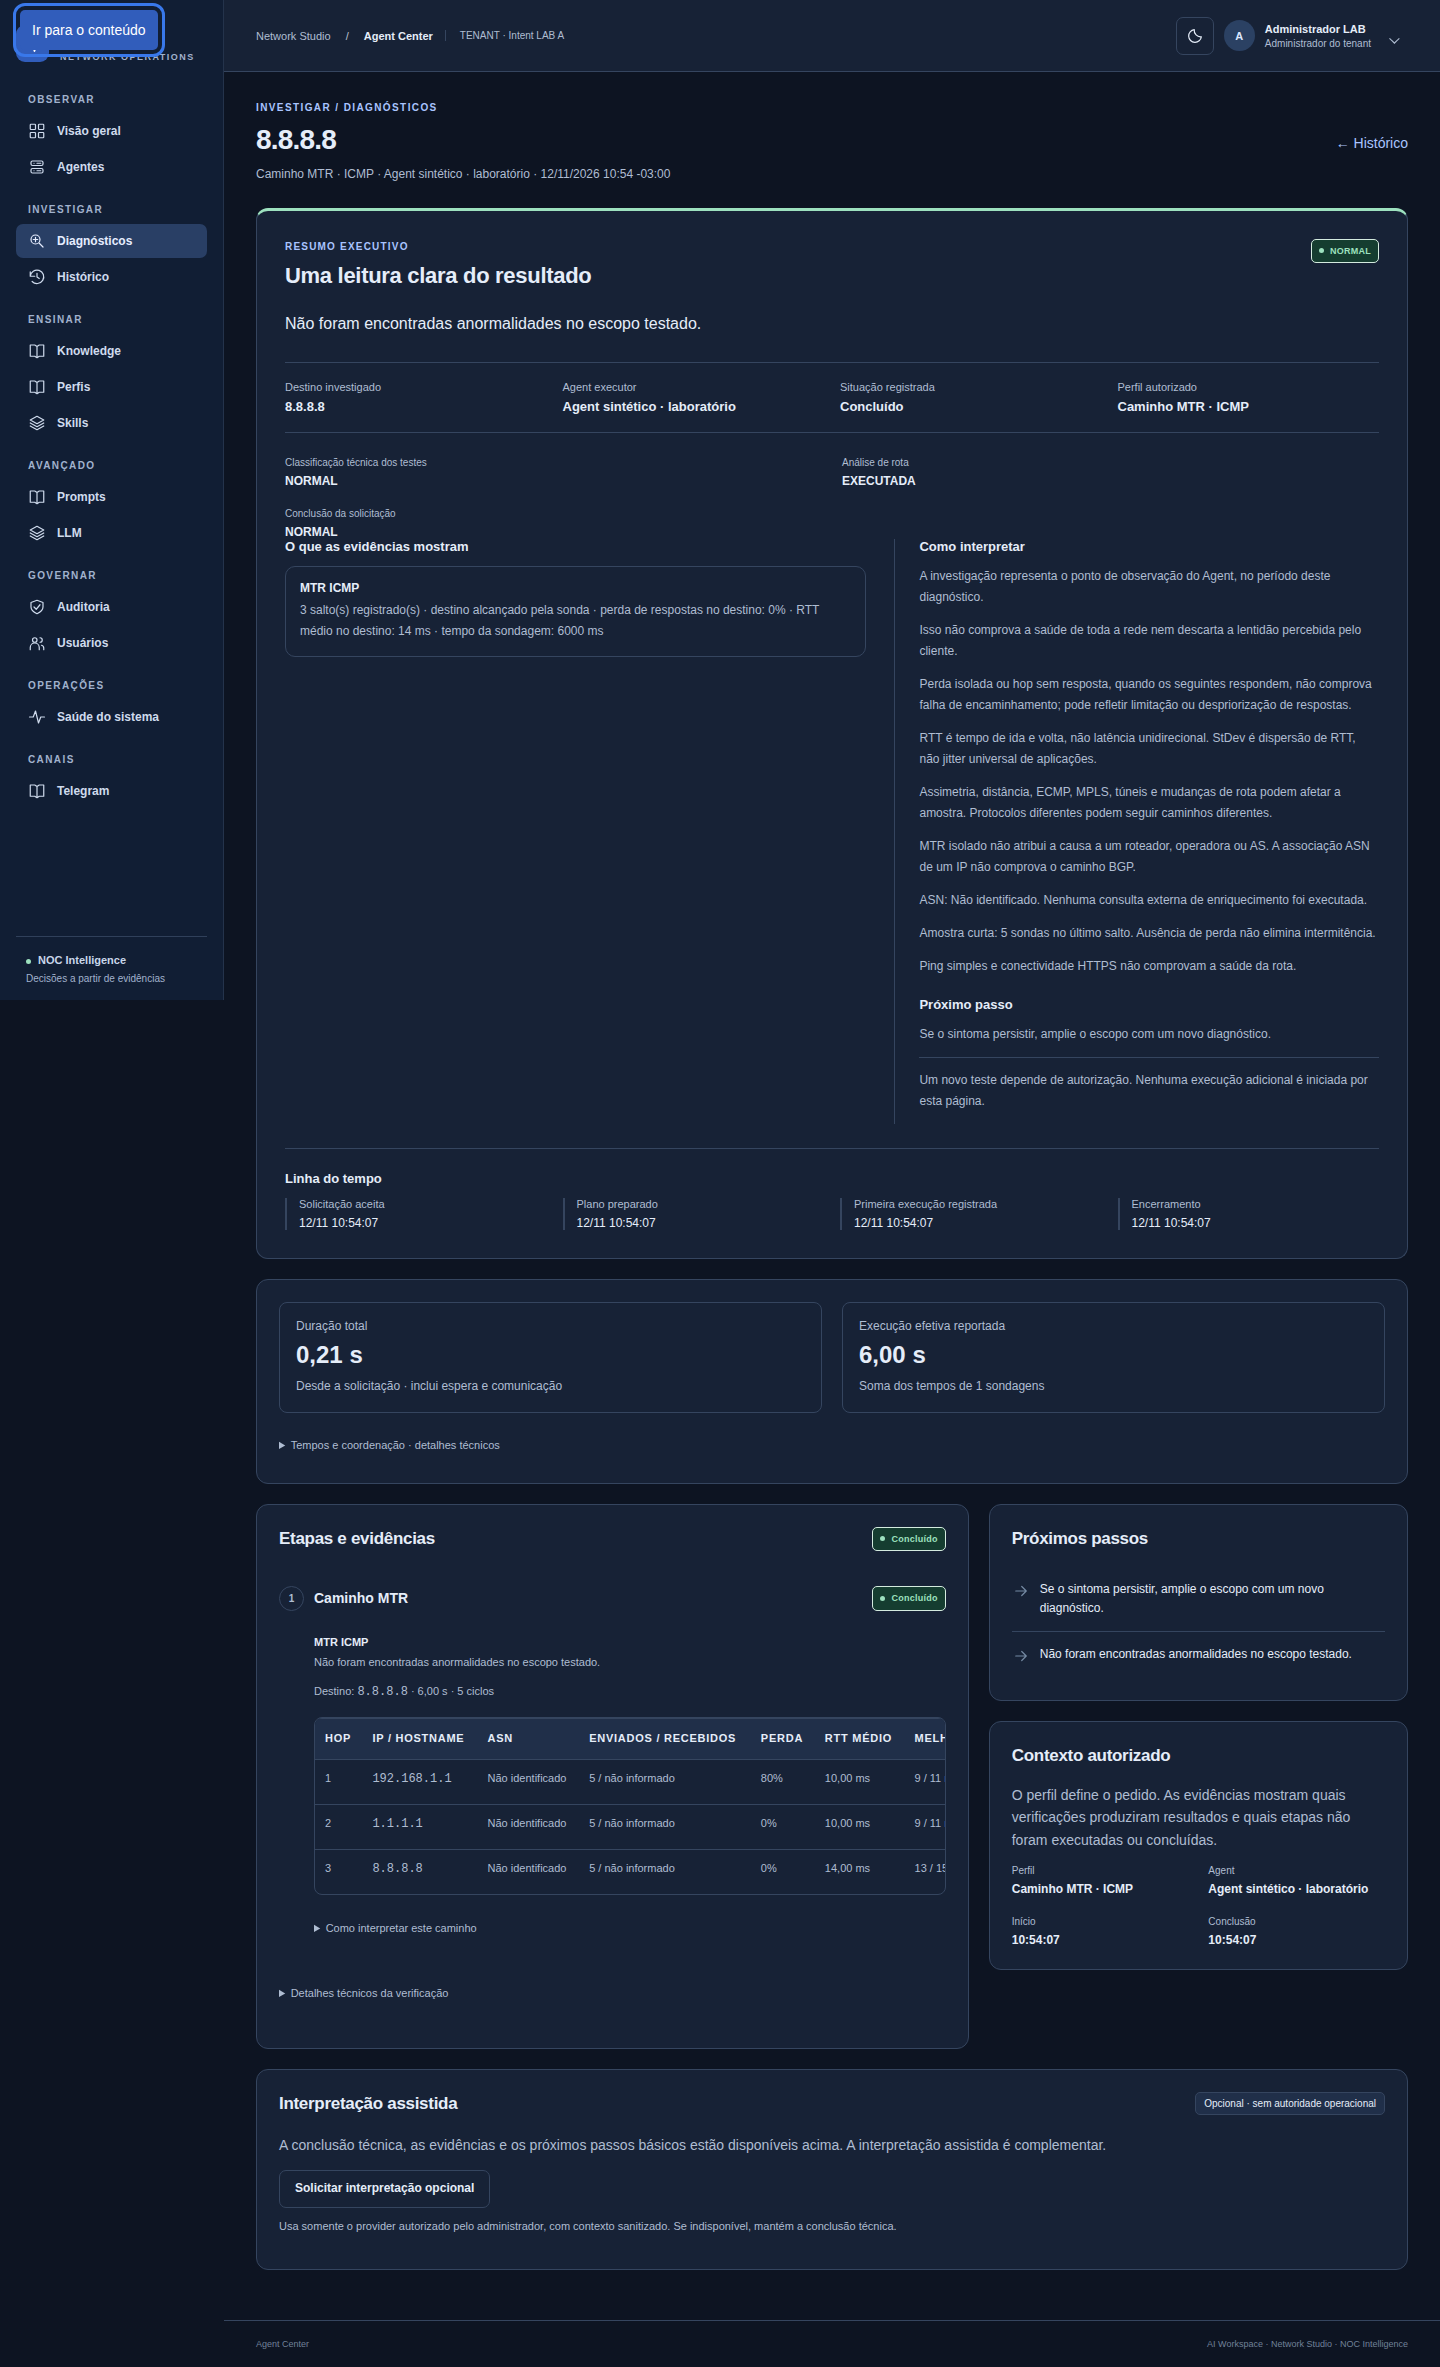 Ir para o conteúdo
NETWORK OPERATIONS
OBSERVAR
Visão geral
Agentes
INVESTIGAR
Diagnósticos
Histórico
ENSINAR
Knowledge
Perfis
Skills
AVANÇADO
Prompts
LLM
GOVERNAR
Auditoria
Usuários
OPERAÇÕES
Saúde do sistema
CANAIS
Telegram
NOC Intelligence
Decisões a partir de evidências
Network Studio / Agent Center TENANT · Intent LAB A
A
Administrador LAB
Administrador do tenant
INVESTIGAR / DIAGNÓSTICOS
8.8.8.8
← Histórico
Caminho MTR · ICMP · Agent sintético · laboratório · 12/11/2026 10:54 -03:00
RESUMO EXECUTIVO
NORMAL
Uma leitura clara do resultado
Não foram encontradas anormalidades no escopo testado.
Destino investigado
8.8.8.8
Agent executor
Agent sintético · laboratório
Situação registrada
Concluído
Perfil autorizado
Caminho MTR · ICMP
Classificação técnica dos testes
NORMAL
Análise de rota
EXECUTADA
Conclusão da solicitação
NORMAL
O que as evidências mostram
MTR ICMP
3 salto(s) registrado(s) · destino alcançado pela sonda · perda de respostas no destino: 0% · RTT
médio no destino: 14 ms · tempo da sondagem: 6000 ms
Como interpretar
A investigação representa o ponto de observação do Agent, no período deste
diagnóstico.
Isso não comprova a saúde de toda a rede nem descarta a lentidão percebida pelo
cliente.
Perda isolada ou hop sem resposta, quando os seguintes respondem, não comprova
falha de encaminhamento; pode refletir limitação ou despriorização de respostas.
RTT é tempo de ida e volta, não latência unidirecional. StDev é dispersão de RTT,
não jitter universal de aplicações.
Assimetria, distância, ECMP, MPLS, túneis e mudanças de rota podem afetar a
amostra. Protocolos diferentes podem seguir caminhos diferentes.
MTR isolado não atribui a causa a um roteador, operadora ou AS. A associação ASN
de um IP não comprova o caminho BGP.
ASN: Não identificado. Nenhuma consulta externa de enriquecimento foi executada.
Amostra curta: 5 sondas no último salto. Ausência de perda não elimina intermitência.
Ping simples e conectividade HTTPS não comprovam a saúde da rota.
Próximo passo
Se o sintoma persistir, amplie o escopo com um novo diagnóstico.
Um novo teste depende de autorização. Nenhuma execução adicional é iniciada por
esta página.
Linha do tempo
Solicitação aceita
12/11 10:54:07
Plano preparado
12/11 10:54:07
Primeira execução registrada
12/11 10:54:07
Encerramento
12/11 10:54:07
Duração total
0,21 s
Desde a solicitação · inclui espera e comunicação
Execução efetiva reportada
6,00 s
Soma dos tempos de 1 sondagens
▶ Tempos e coordenação · detalhes técnicos
Etapas e evidências
Concluído
1 Caminho MTR
Concluído
MTR ICMP
Não foram encontradas anormalidades no escopo testado.
Destino: 8.8.8.8 · 6,00 s · 5 ciclos
HOP IP / HOSTNAME ASN ENVIADOS / RECEBIDOS PERDA RTT MÉDIO MELH
1 192.168.1.1 Não identificado 5 / não informado 80% 10,00 ms 9 / 11
2 1.1.1.1 Não identificado 5 / não informado 0% 10,00 ms 9 / 11
3 8.8.8.8 Não identificado 5 / não informado 0% 14,00 ms 13 / 15
▶ Como interpretar este caminho
▶ Detalhes técnicos da verificação
Próximos passos
Se o sintoma persistir, amplie o escopo com um novo
diagnóstico.
Não foram encontradas anormalidades no escopo testado.
Contexto autorizado
O perfil define o pedido. As evidências mostram quais
verificações produziram resultados e quais etapas não
foram executadas ou concluídas.
Perfil
Caminho MTR · ICMP
Agent
Agent sintético · laboratório
Início
10:54:07
Conclusão
10:54:07
Interpretação assistida
Opcional · sem autoridade operacional
A conclusão técnica, as evidências e os próximos passos básicos estão disponíveis acima. A interpretação assistida é complementar.
Solicitar interpretação opcional
Usa somente o provider autorizado pelo administrador, com contexto sanitizado. Se indisponível, mantém a conclusão técnica.
Agent Center
AI Workspace · Network Studio · NOC Intelligence